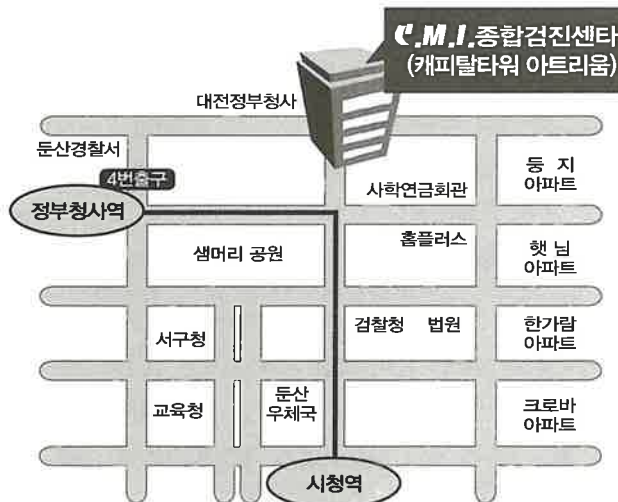 C.M.I.종합검진센타
(캐피탈타워 아트리움)
대전정부청사
둔산경찰서
4번출구
정부청사역
사학연금회관
둥 지
아파트
샘머리 공원
홈플러스
햇 님
아파트
서구청
검찰청 법원
한가람
아파트
교육청
둔산
우체국
크로바
아파트
시청역